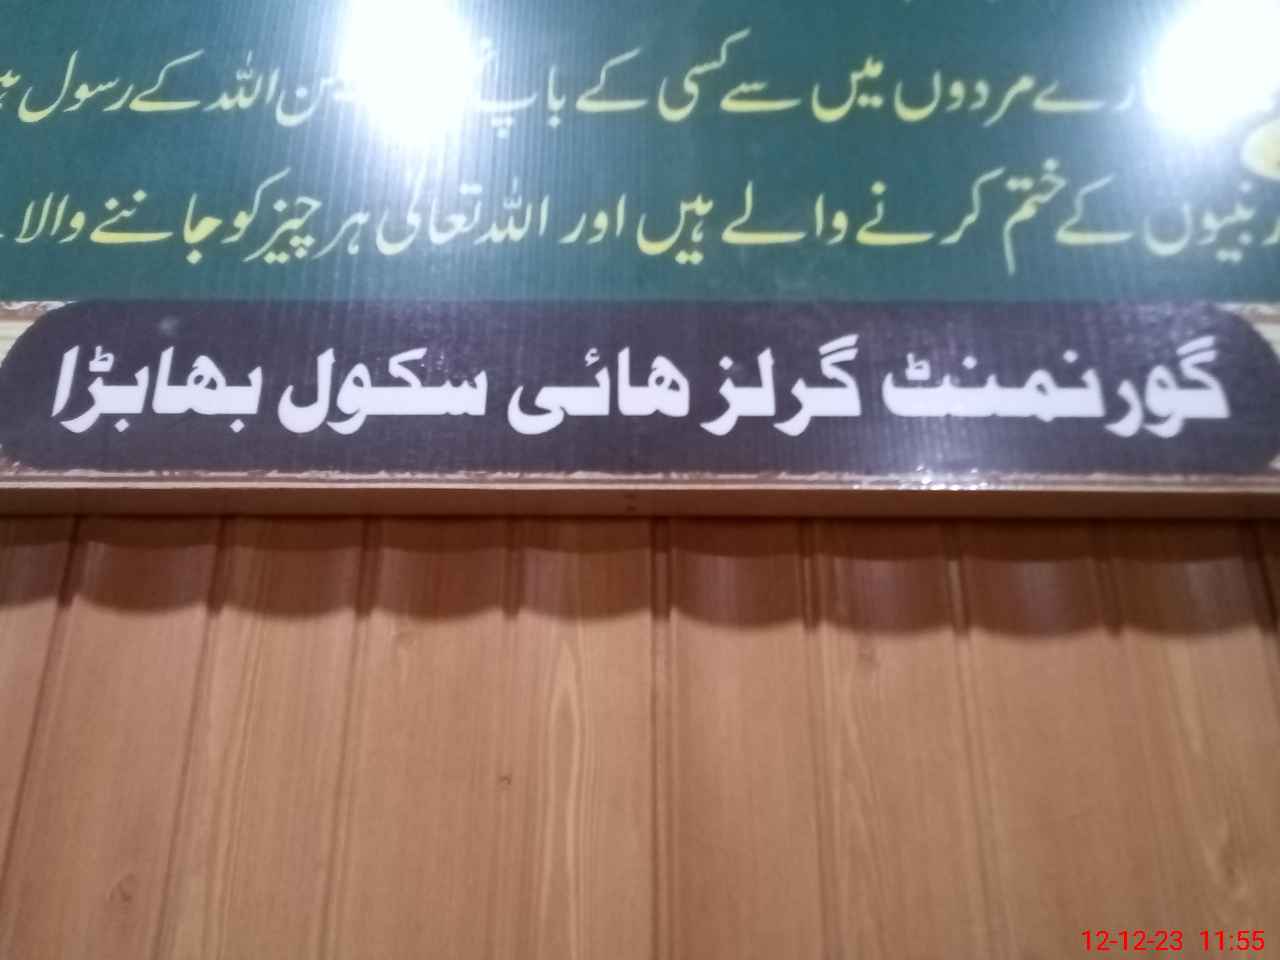 مردوں میں سے کسی کے باپ اللہ کے رسول
نبیوں کے ختم کرنے والے ہیں اور اللہ تعالیٰ ہر چیز کو جاننے والا
گورنمنٹ گرلز ہائی سکول بھابڑا
12-12-23 11:55